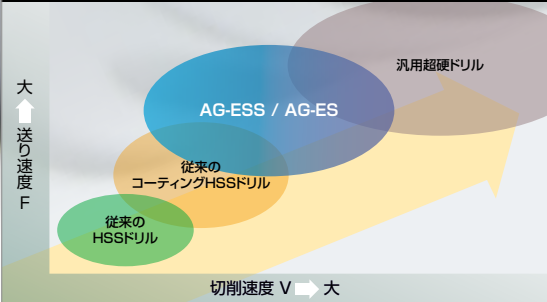 汎用超硬ドリル
AG-ESS / AG-ES
従来の
コーティングHSSドリル
従来の
HSSドリル
大
送り速度 F
切削速度 V 大